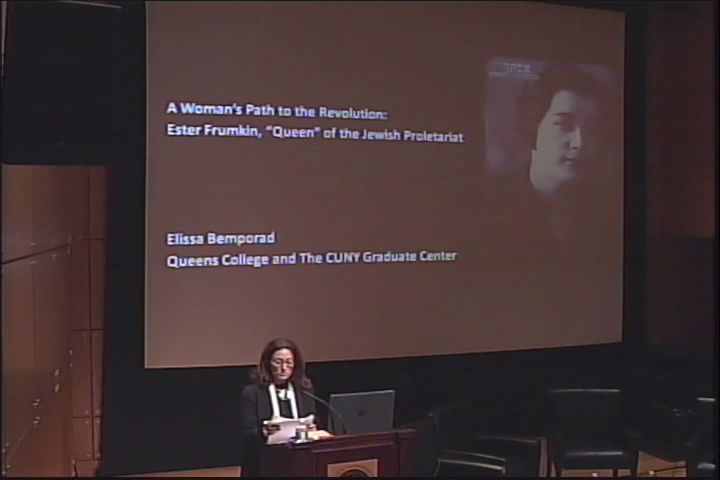 A Woman's Path to the Revolution:
Ester Frumkin, "Queen" of the Jewish Proletariat
Elissa Bemporad
Queens College and The CUNY Graduate Center